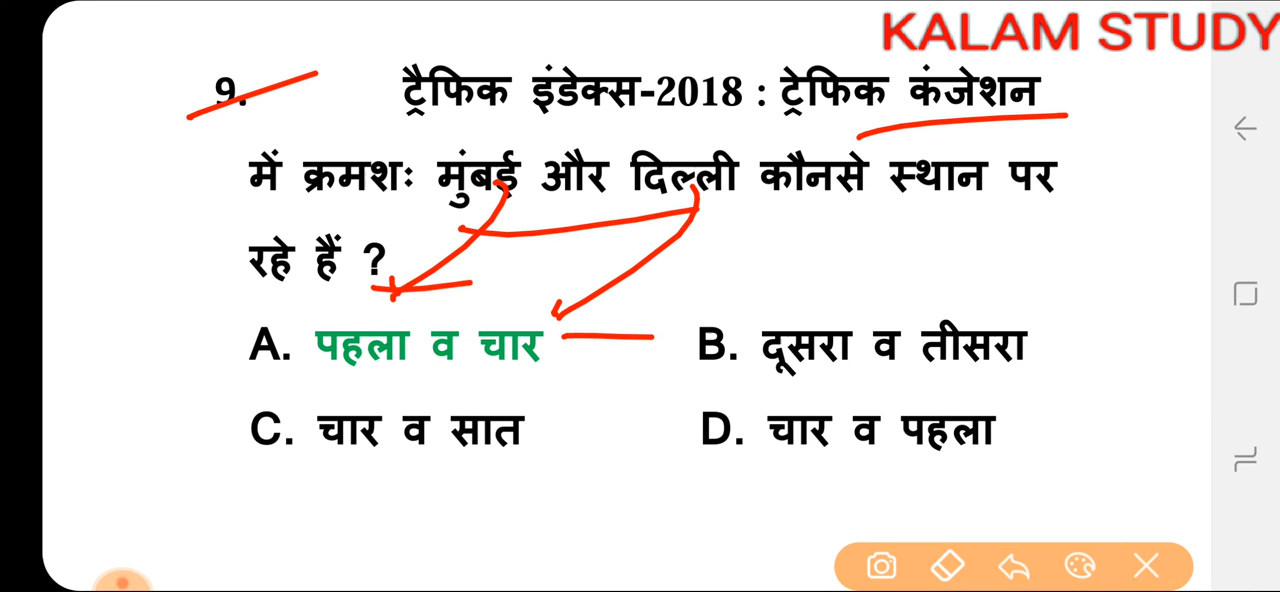 KALAM STUDY
9. ट्रैफिक इंडेक्स-2018 : ट्रेफिक कंजेशन
में क्रमशः मुंबई और दिल्ली कौनसे स्थान पर
रहे हैं ?
A. पहला व चार B. दूसरा व तीसरा
C. चार व सात D. चार व पहला